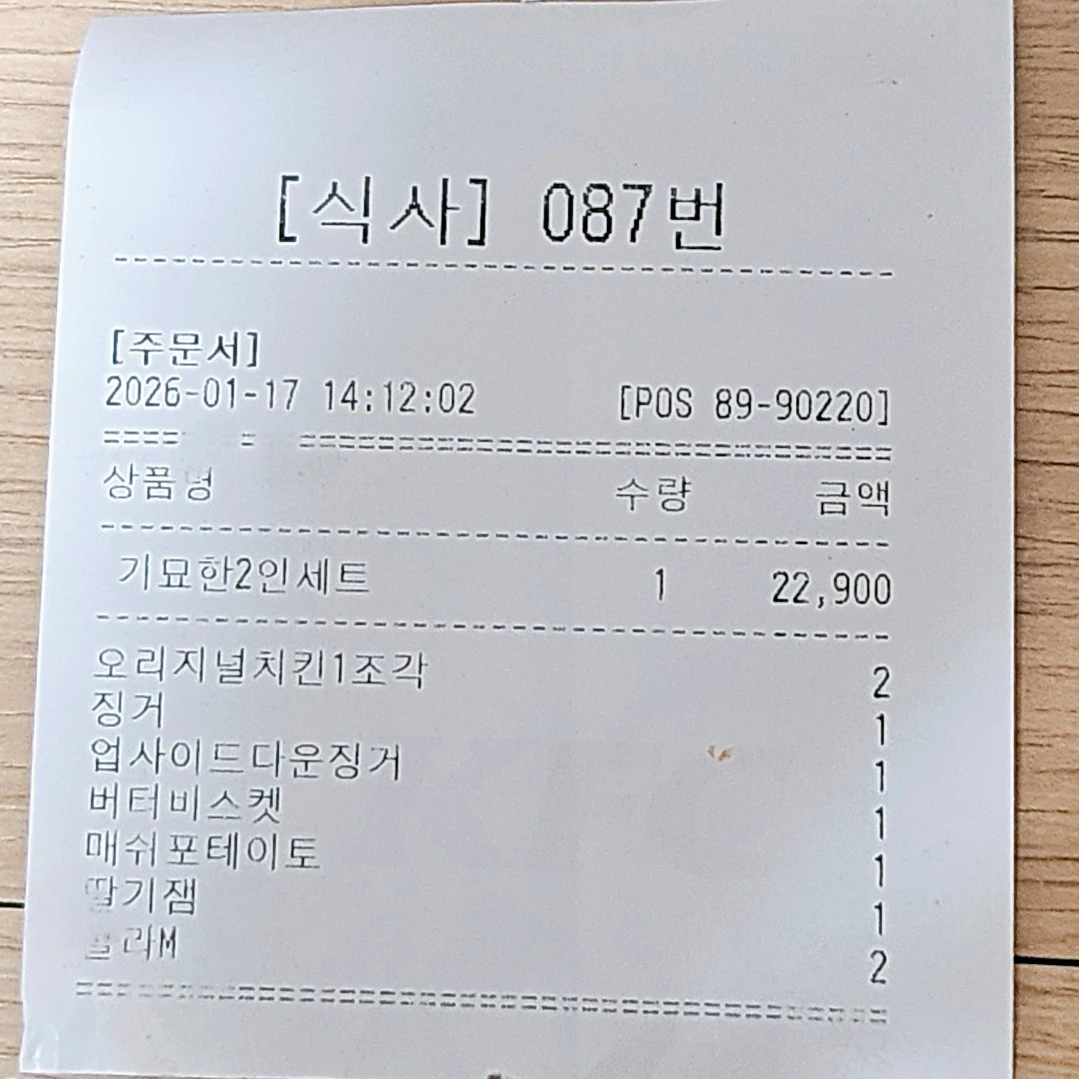 [식사] 087번
[주문서]
2026-01-17 14:12:02 [POS 89-90220]
상품명 수량 금액
기묘한2인세트 1 22,900
오리지널치킨1조각 2
징거 1
업사이드다운징거 1
버터비스켓 1
매쉬포테이토 1
딸기잼 1
콜라M 2